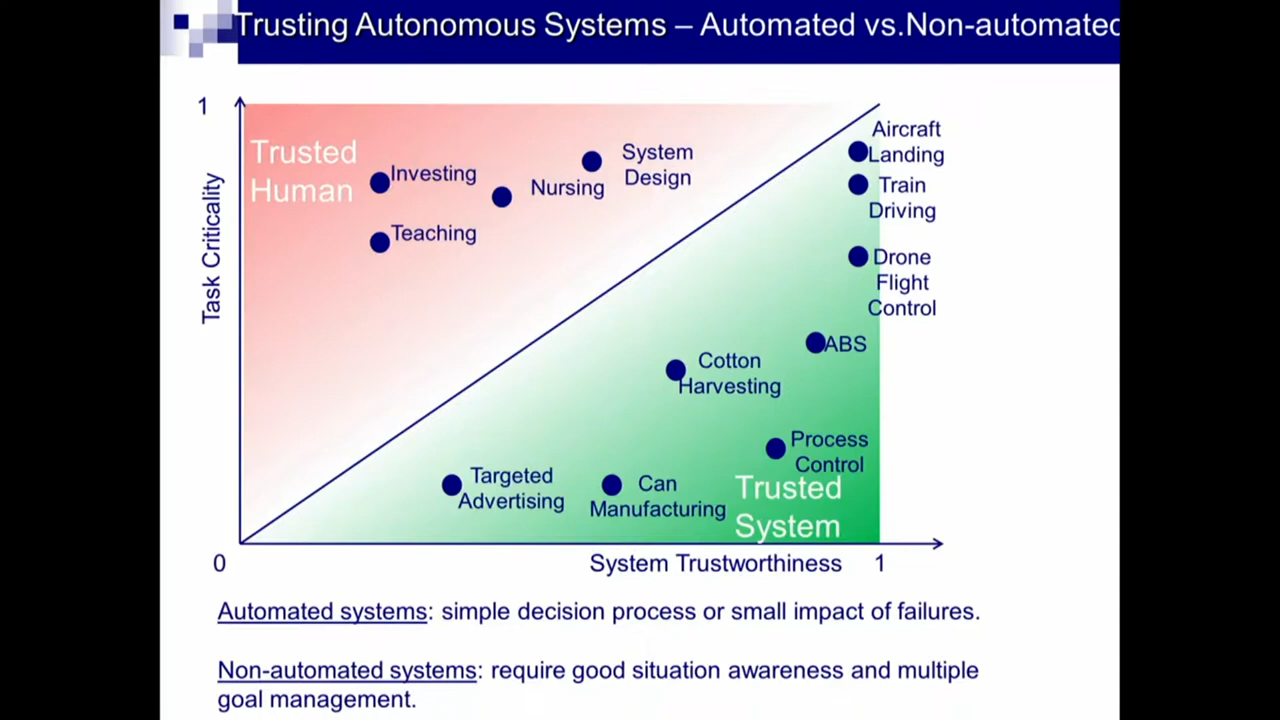 Trusting Autonomous Systems – Automated vs.Non-automated
1
Trusted
Human
Investing
Teaching
Nursing
System
Design
Aircraft
Landing
Train
Driving
Drone
Flight
Control
ABS
Cotton
Harvesting
Process
Control
Targeted
Advertising
Can
Manufacturing
Trusted
System
Task Criticality
0
System Trustworthiness
1
Automated systems: simple decision process or small impact of failures.
Non-automated systems: require good situation awareness and multiple
goal management.